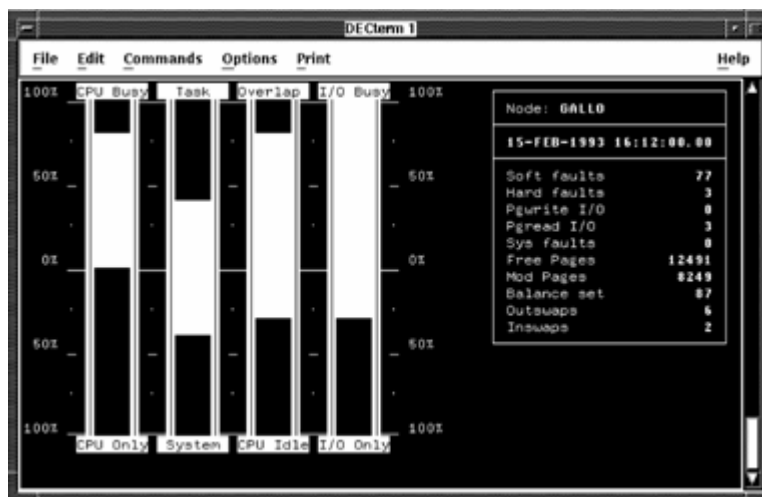 DECterm 1
File Edit Commands Options Print Help
100% CPU Busy Task Overlap I/O Busy 100%
50% 50%
0% 0%
50% 50%
100% 100%
CPU Only System CPU Idle I/O Only
Node: GALLO
15-FEB-1993 16:12:00.00
Soft faults 77
Hard faults 3
Pgwrite I/O 0
Pgread I/O 3
Sys faults 0
Free Pages 12491
Mod Pages 8249
Balance set 87
Outswaps 6
Inswaps 2